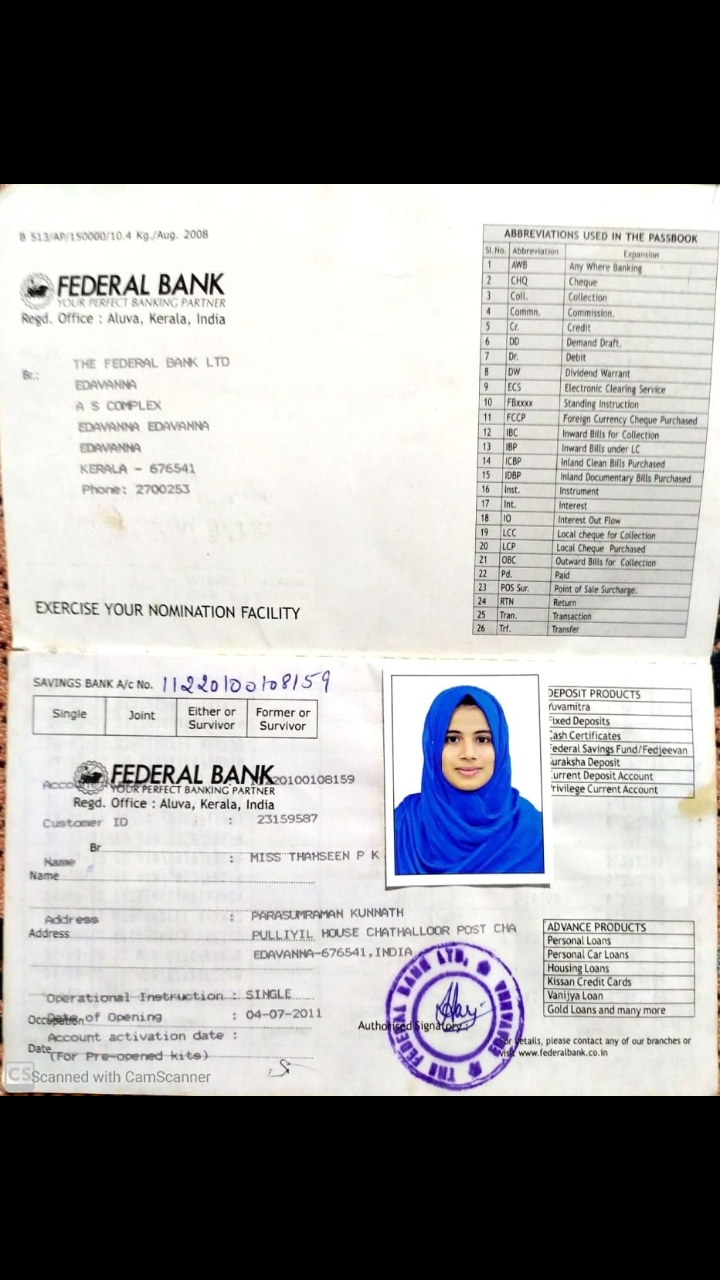 B 513/AP/150000/10.4 Kg./Aug. 2008
FEDERAL BANK
YOUR PERFECT BANKING PARTNER
Regd. Office : Aluva, Kerala, India
Br.:
THE FEDERAL BANK LTD
EDAVANNA
A S COMPLEX
EDAVANNA EDAVANNA
EDAVANNA
KERALA - 676541
Phone: 2700253
EXERCISE YOUR NOMINATION FACILITY
ABBREVIATIONS USED IN THE PASSBOOK
Sl.No. Abbreviation Expansion
1 AWB Any Where Banking
2 CHQ Cheque
3 Coll. Collection
4 Commn. Commission.
5 Cr. Credit
6 DD Demand Draft.
7 Dr. Debit
8 DW Dividend Warrant
9 ECS Electronic Clearing Service
10 FBxxxx Standing Instruction
11 FCCP Foreign Currency Cheque Purchased
12 IBC Inward Bills for Collection
13 IBP Inward Bills under LC
14 ICBP Inland Clean Bills Purchased
15 IDBP Inland Documentary Bills Purchased
16 Inst. Instrument
17 Int. Interest
18 IO Interest Out Flow
19 LCC Local cheque for Collection
20 LCP Local Cheque Purchased
21 OBC Outward Bills for Collection
22 Pd. Paid
23 POS Sur. Point of Sale Surcharge.
24 RTN Return
25 Tran. Transaction
26 Trf. Transfer
SAVINGS BANK A/c No. 11220100108159
Single Joint Either or Survivor Former or Survivor
FEDERAL BANK
20100108159
YOUR PERFECT BANKING PARTNER
Regd. Office : Aluva, Kerala, India
Customer ID : 23159587
Br
Name : MISS THAHSEEN P K
Name
Address : PARASUMRAMAN KUNNATH
Address PULLIYIL HOUSE CHATHALLOOR POST CHA
EDAVANNA-676541,INDIA
Operational Instruction : SINGLE
Occupation
Date of Opening : 04-07-2011
Account activation date :
Date
(For Pre-opened kits)
Authorised Signatory
THE FEDERAL BANK LTD.
DEPOSIT PRODUCTS
Yuvamitra
Fixed Deposits
Cash Certificates
Federal Savings Fund/Fedjeevan
Suraksha Deposit
Current Deposit Account
Privilege Current Account
ADVANCE PRODUCTS
Personal Loans
Personal Car Loans
Housing Loans
Kissan Credit Cards
Vanijya Loan
Gold Loans and many more
For details, please contact any of our branches or
visit www.federalbank.co.in
CS Scanned with CamScanner